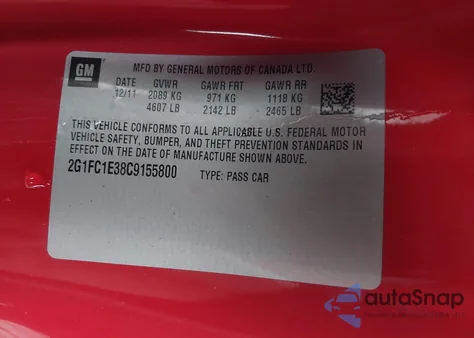 GM
MFD BY GENERAL MOTORS OF CANADA LTD.
DATE GVWR GAWR FRT GAWR RR
12/11 2089 KG 971 KG 1118 KG
4607 LB 2142 LB 2465 LB
THIS VEHICLE CONFORMS TO ALL APPLICABLE U.S. FEDERAL MOTOR
VEHICLE SAFETY, BUMPER, AND THEFT PREVENTION STANDARDS IN
EFFECT ON THE DATE OF MANUFACTURE SHOWN ABOVE.
2G1FC1E38C9155800 TYPE: PASS CAR
autoSnap